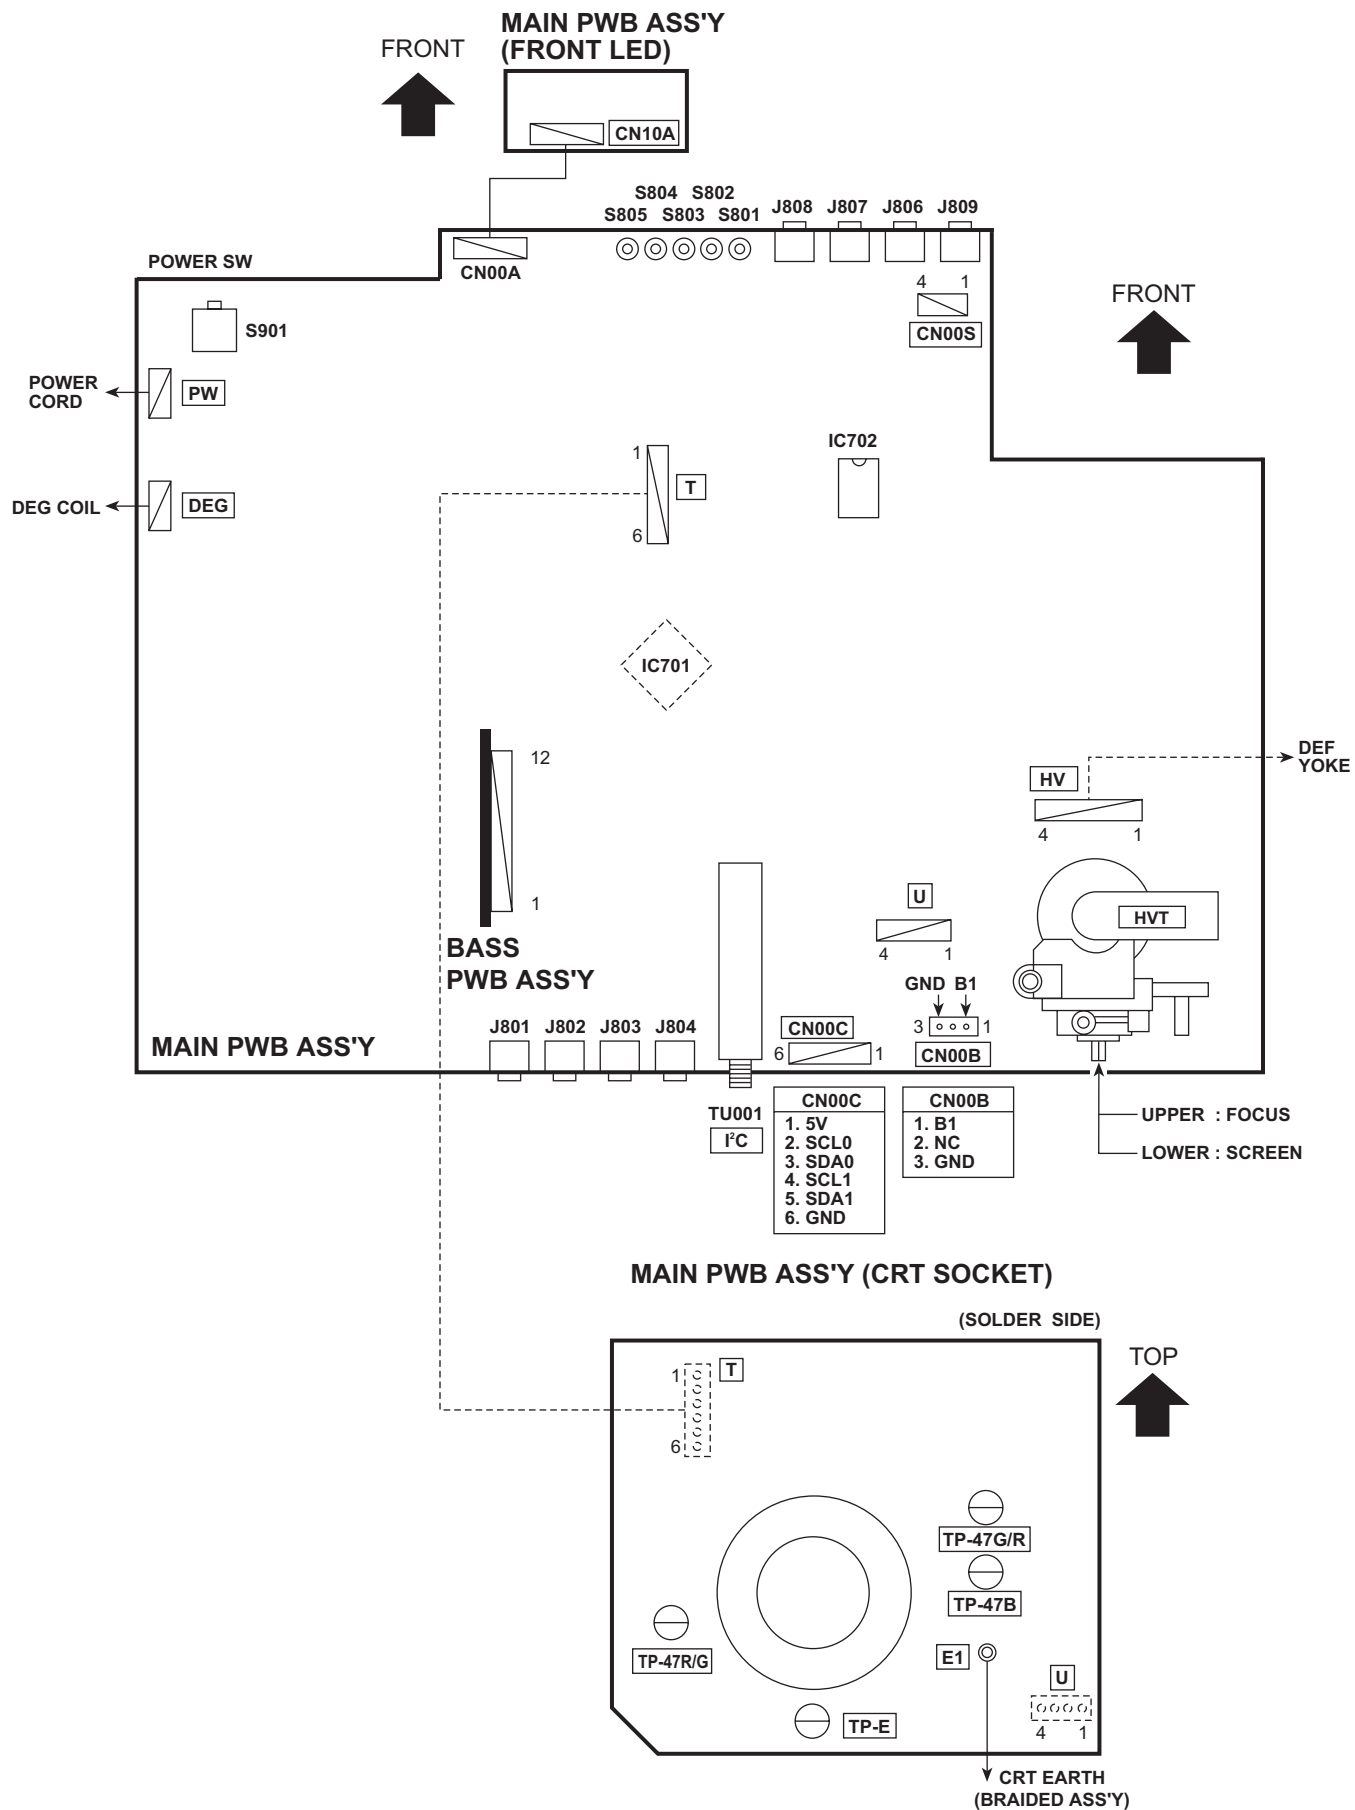 MAIN PWB ASS'Y
(FRONT LED)
FRONT
CN10A
S804 S802
S805 S803 S801
J808 J807 J806 J809
CN00A
POWER SW
4 1
CN00S
FRONT
S901
POWER
CORD
PW
1
T
6
IC702
DEG COIL
DEG
IC701
12
1
BASS
PWB ASS'Y
DEF
YOKE
HV
4 1
U
4 1
HVT
GND B1
3 1
CN00B
CN00C
6 1
J801 J802 J803 J804
MAIN PWB ASS'Y
TU001
I²C
CN00C
1. 5V
2. SCL0
3. SDA0
4. SCL1
5. SDA1
6. GND
CN00B
1. B1
2. NC
3. GND
UPPER : FOCUS
LOWER : SCREEN
MAIN PWB ASS'Y (CRT SOCKET)
(SOLDER SIDE)
TOP
1
T
6
TP-47G/R
TP-47B
TP-47R/G
E1
U
4 1
TP-E
CRT EARTH
(BRAIDED ASS'Y)